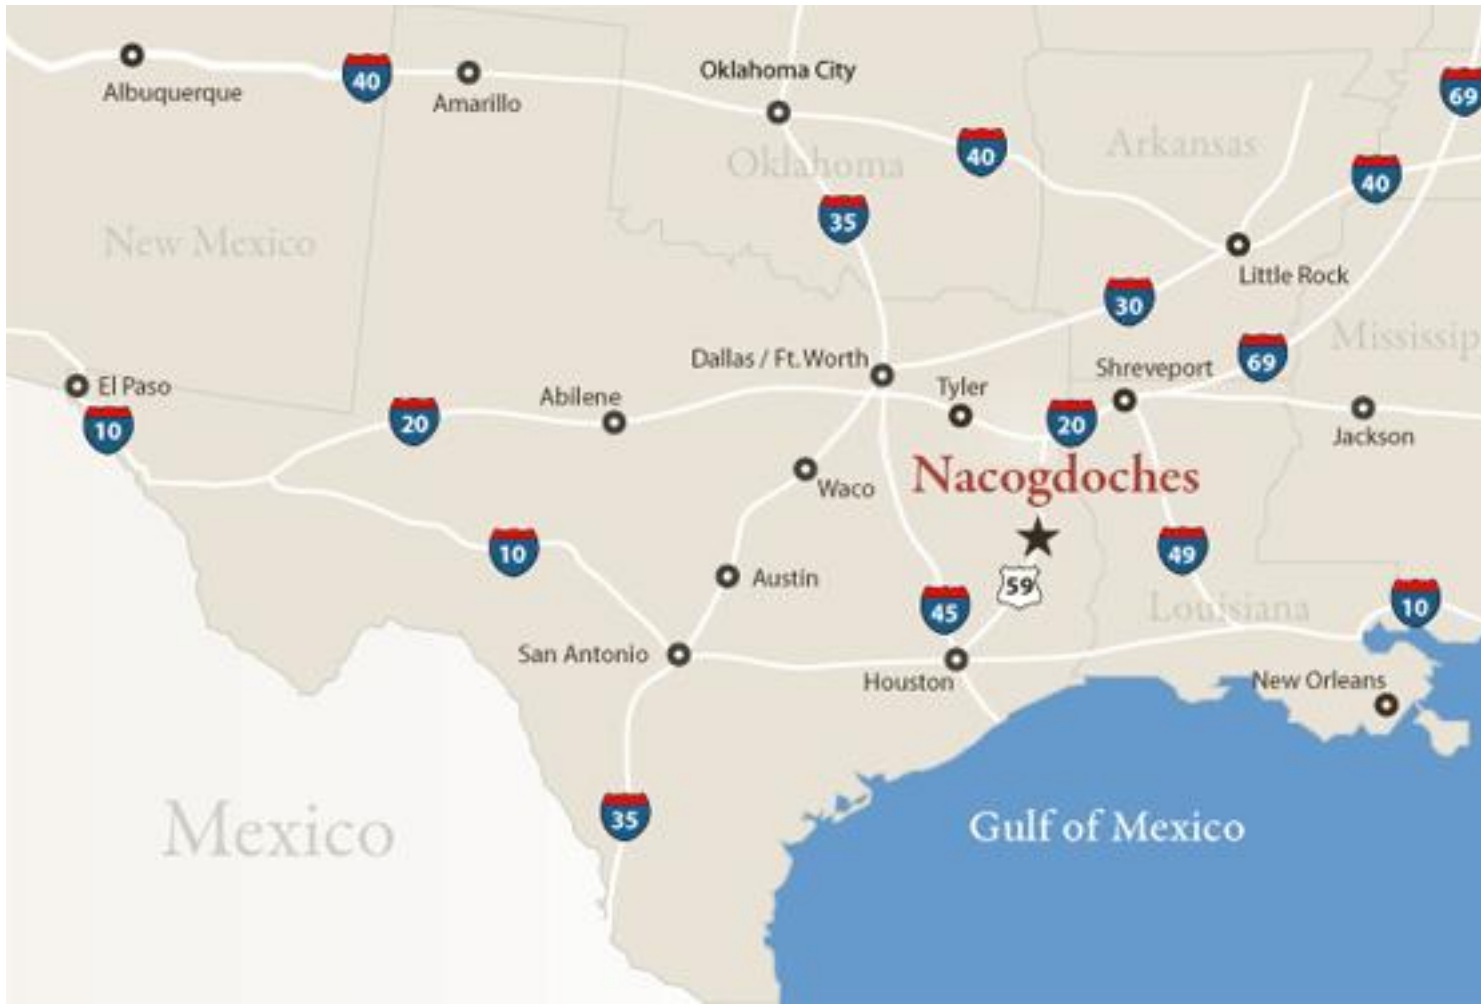 Albuquerque
40
Amarillo
Oklahoma City
69
Oklahoma
40
Arkansas
40
New Mexico
35
Little Rock
30
Mississip
Dallas / Ft. Worth
69
El Paso
Abilene
Tyler
Shreveport
10
20
20
Jackson
Nacogdoches
Waco
10
49
Austin
59
45
Louisiana
10
San Antonio
Houston
New Orleans
35
Mexico
Gulf of Mexico